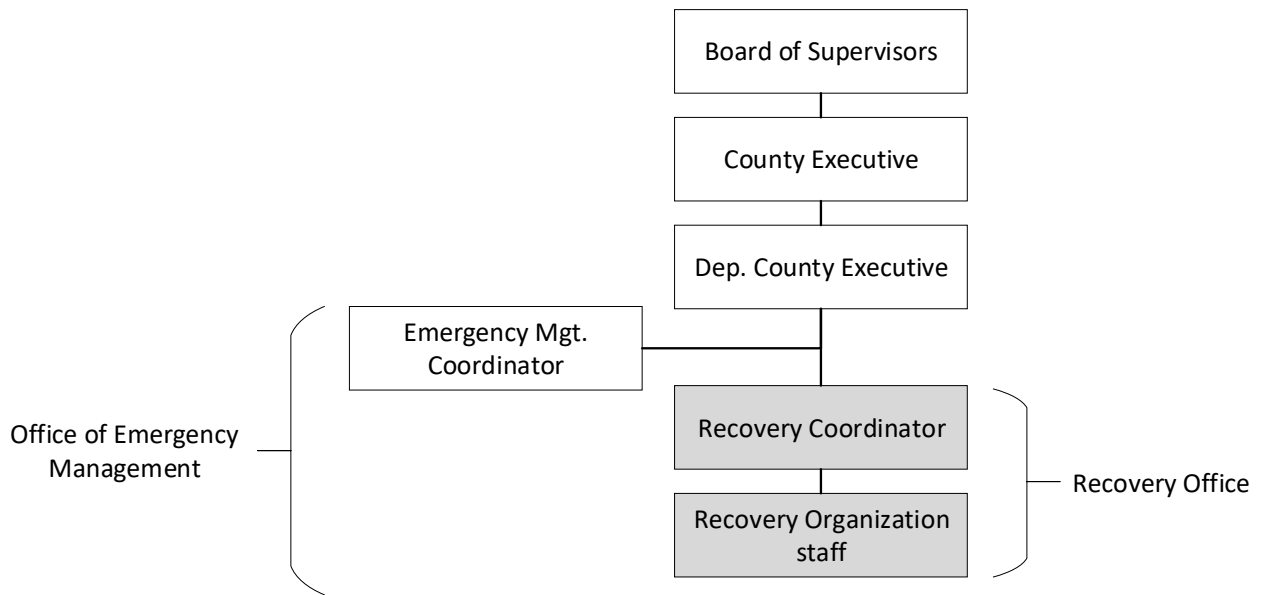 Board of Supervisors
County Executive
Dep. County Executive
Emergency Mgt.
Coordinator
Recovery Coordinator
Office of Emergency
Management
Recovery Office
Recovery Organization
staff